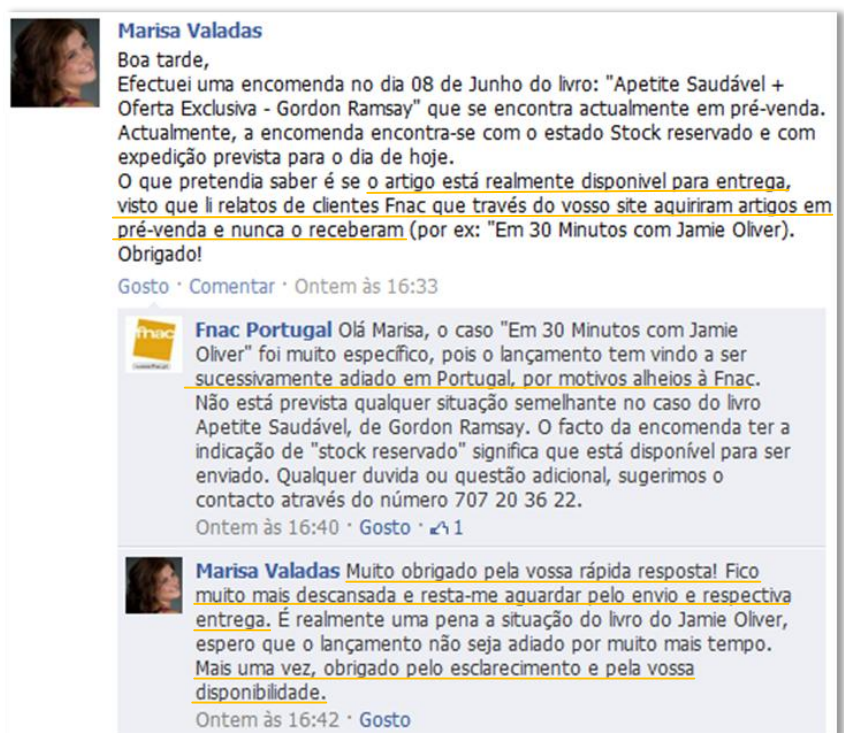 Marisa Valadas
Boa tarde,
Efectuei uma encomenda no dia 08 de Junho do livro: "Apetite Saudável +
Oferta Exclusiva - Gordon Ramsay" que se encontra actualmente em pré-venda.
Actualmente, a encomenda encontra-se com o estado Stock reservado e com
expedição prevista para o dia de hoje.
O que pretendia saber é se o artigo está realmente disponivel para entrega,
visto que li relatos de clientes Fnac que través do vosso site aquiriram artigos em
pré-venda e nunca o receberam (por ex: "Em 30 Minutos com Jamie Oliver).
Obrigado!
Gosto · Comentar · Ontem às 16:33
fnac
Fnac Portugal Olá Marisa, o caso "Em 30 Minutos com Jamie
Oliver" foi muito específico, pois o lançamento tem vindo a ser
sucessivamente adiado em Portugal, por motivos alheios à Fnac.
Não está prevista qualquer situação semelhante no caso do livro
Apetite Saudável, de Gordon Ramsay. O facto da encomenda ter a
indicação de "stock reservado" significa que está disponível para ser
enviado. Qualquer duvida ou questão adicional, sugerimos o
contacto através do número 707 20 36 22.
Ontem às 16:40 · Gosto · 1
Marisa Valadas Muito obrigado pela vossa rápida resposta! Fico
muito mais descansada e resta-me aguardar pelo envio e respectiva
entrega. É realmente uma pena a situação do livro do Jamie Oliver,
espero que o lançamento não seja adiado por muito mais tempo.
Mais uma vez, obrigado pelo esclarecimento e pela vossa
disponibilidade.
Ontem às 16:42 · Gosto